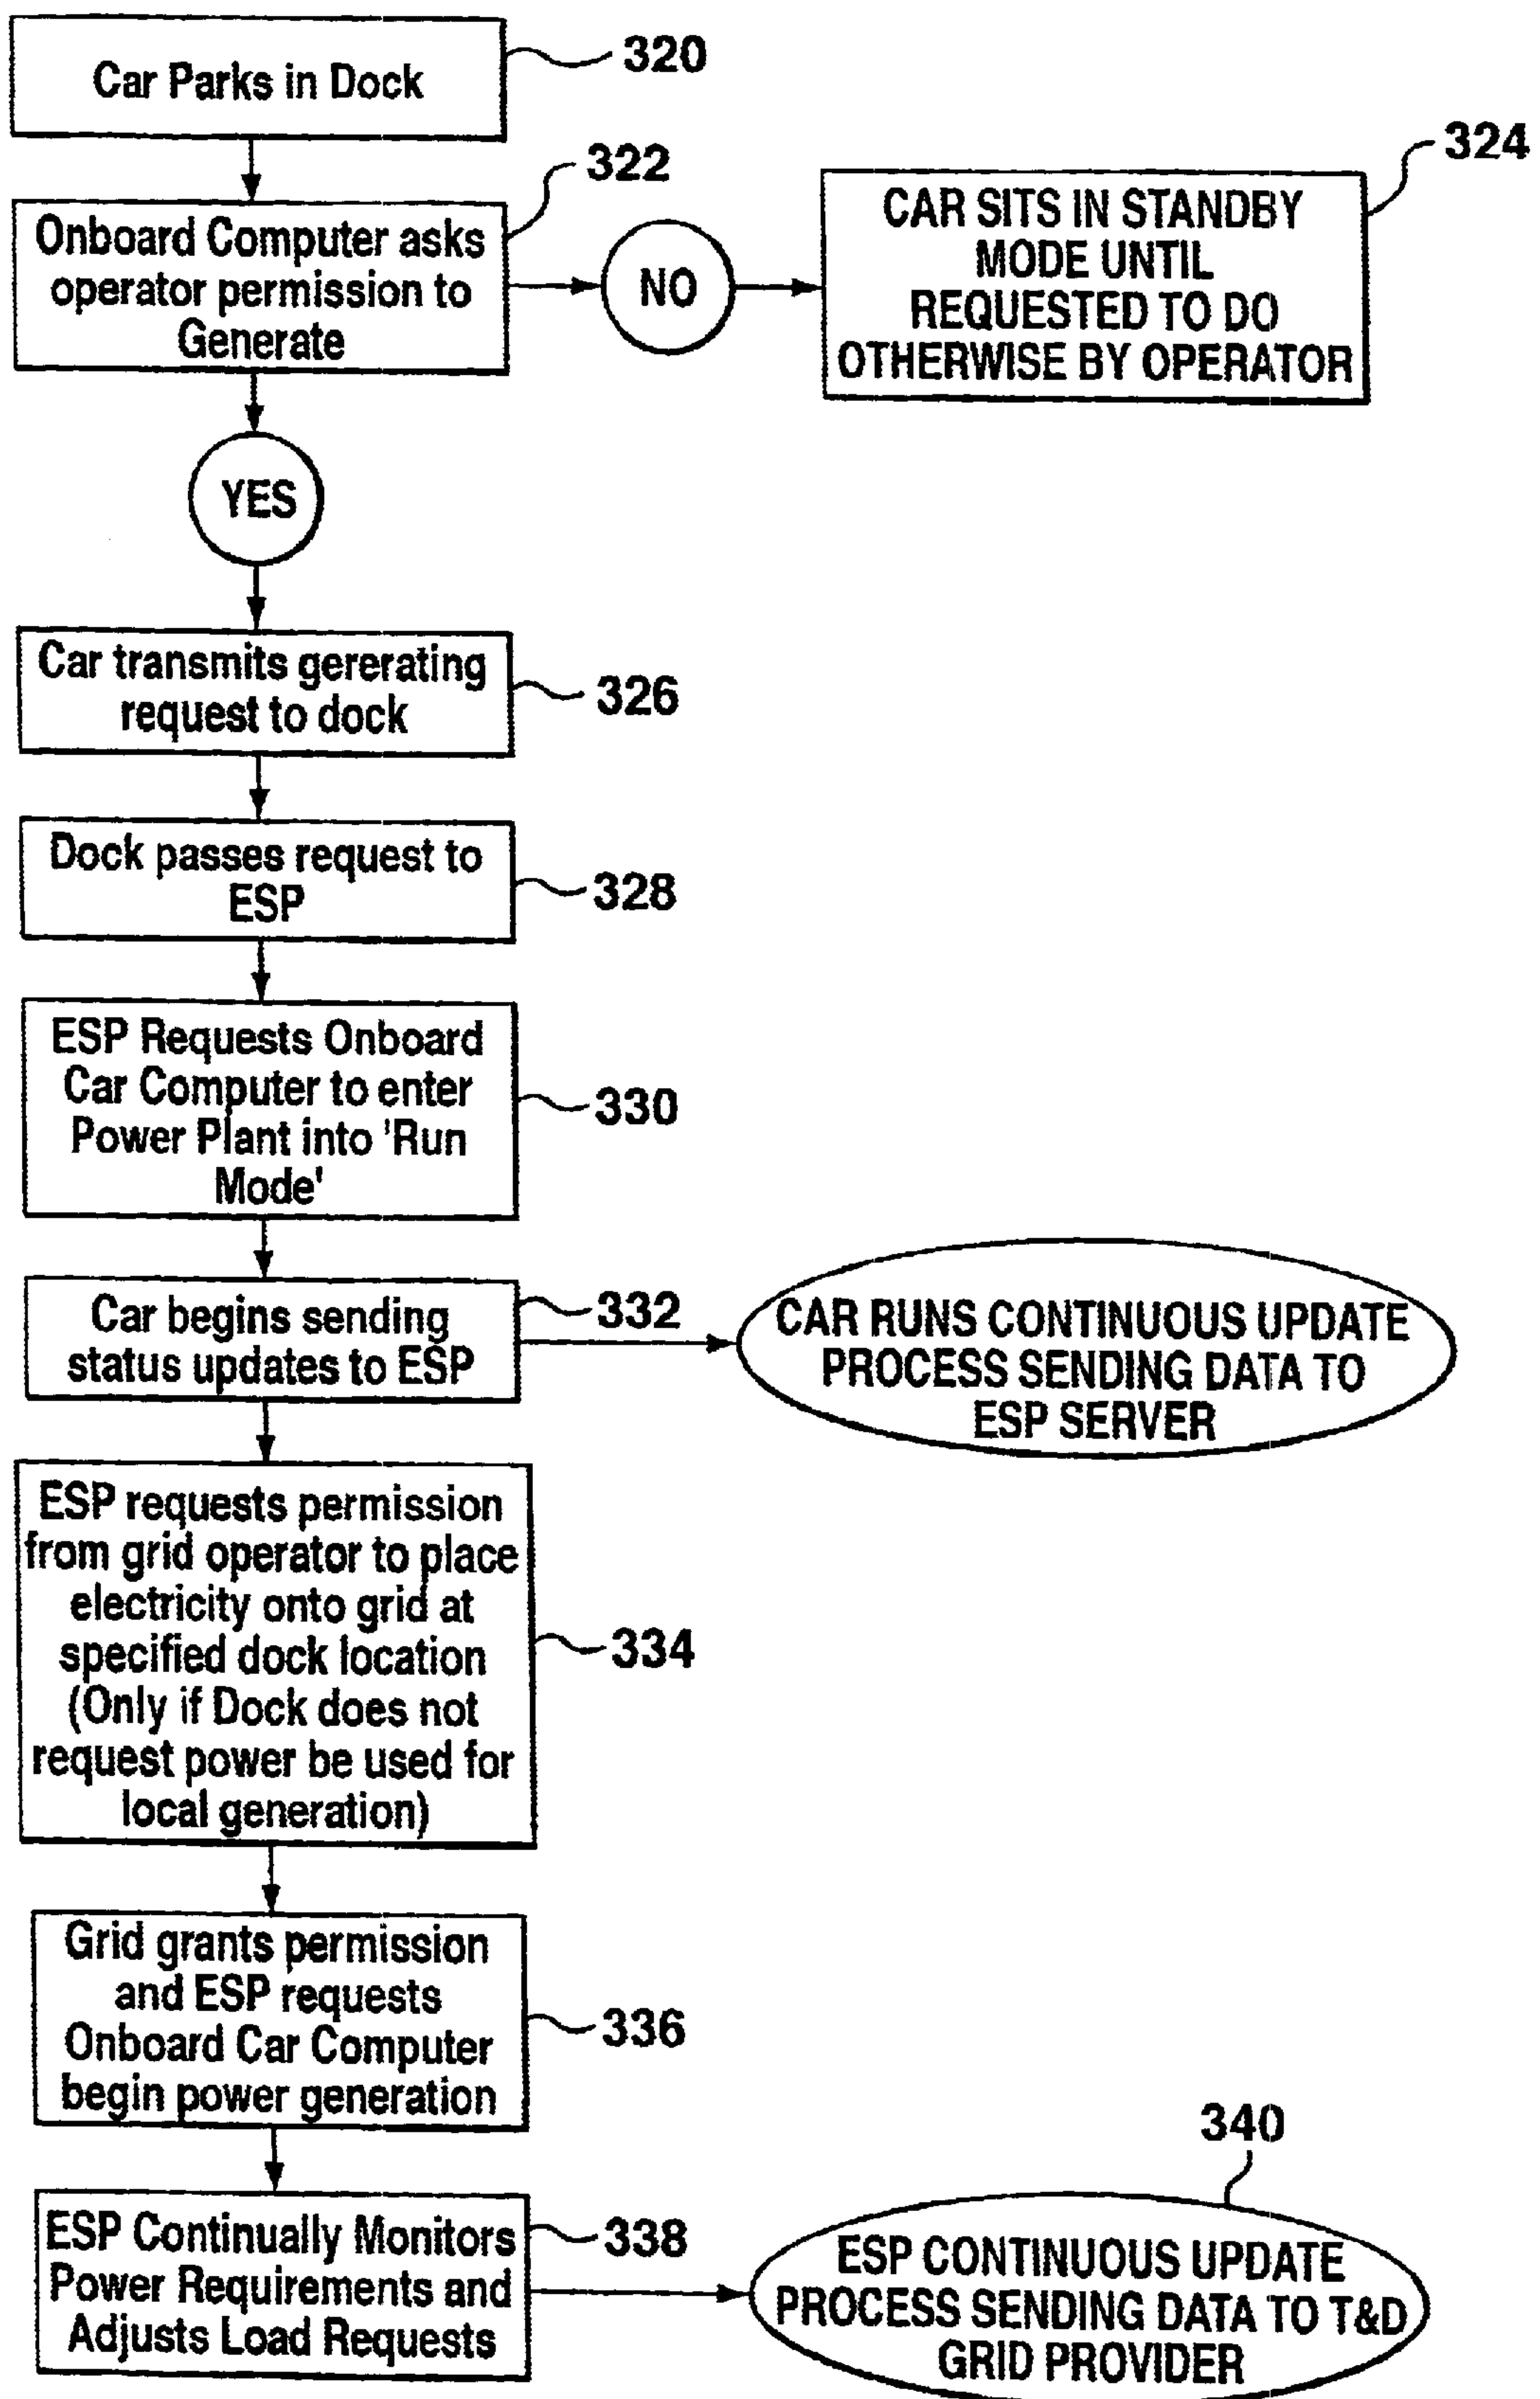 Car Parks in Dock
320
Onboard Computer asks
operator permission to
Generate
322
NO
CAR SITS IN STANDBY
MODE UNTIL
REQUESTED TO DO
OTHERWISE BY OPERATOR
324
YES
Car transmits gererating
request to dock
326
Dock passes request to
ESP
328
ESP Requests Onboard
Car Computer to enter
Power Plant into 'Run
Mode'
330
Car begins sending
status updates to ESP
332
CAR RUNS CONTINUOUS UPDATE
PROCESS SENDING DATA TO
ESP SERVER
ESP requests permission
from grid operator to place
electricity onto grid at
specified dock location
(Only if Dock does not
request power be used for
local generation)
334
Grid grants permission
and ESP requests
Onboard Car Computer
begin power generation
336
ESP Continually Monitors
Power Requirements and
Adjusts Load Requests
338
340
ESP CONTINUOUS UPDATE
PROCESS SENDING DATA TO T&D
GRID PROVIDER